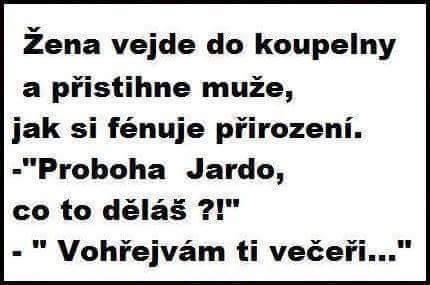 Žena vejde do koupelny
a přistihne muže,
jak si fénuje přirození.
-"Proboha Jardo,
co to děláš ?!"
- " Vohřejvám ti večeři..."